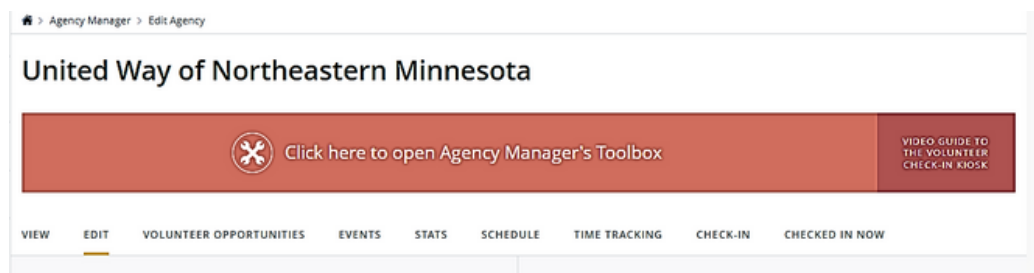 > Agency Manager > Edit Agency
United Way of Northeastern Minnesota
Click here to open Agency Manager's Toolbox
VIDEO GUIDE TO
THE VOLUNTEER
CHECK-IN KIOSK
VIEW EDIT VOLUNTEER OPPORTUNITIES EVENTS STATS SCHEDULE TIME TRACKING CHECK-IN CHECKED IN NOW